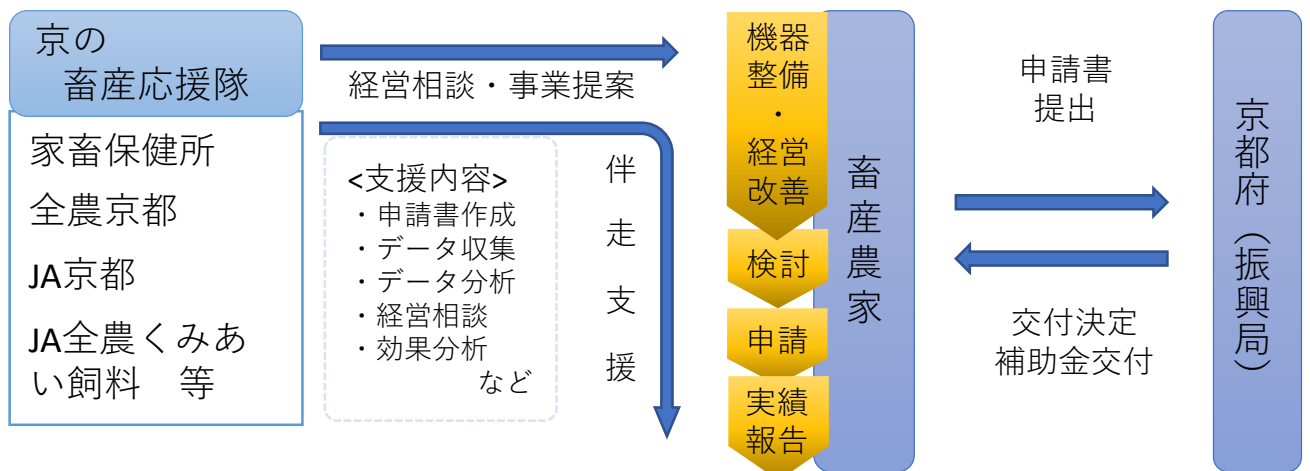 京の
畜産応援隊
家畜保健所
全農京都
JA京都
JA全農くみあ
い飼料　等
経営相談・事業提案
<支援内容>
・申請書作成
・データ収集
・データ分析
・経営相談
・効果分析
など
伴走支援
機器
整備
・
経営
改善
検討
申請
実績
報告
畜産農家
申請書
提出
交付決定
補助金交付
京都府（振興局）